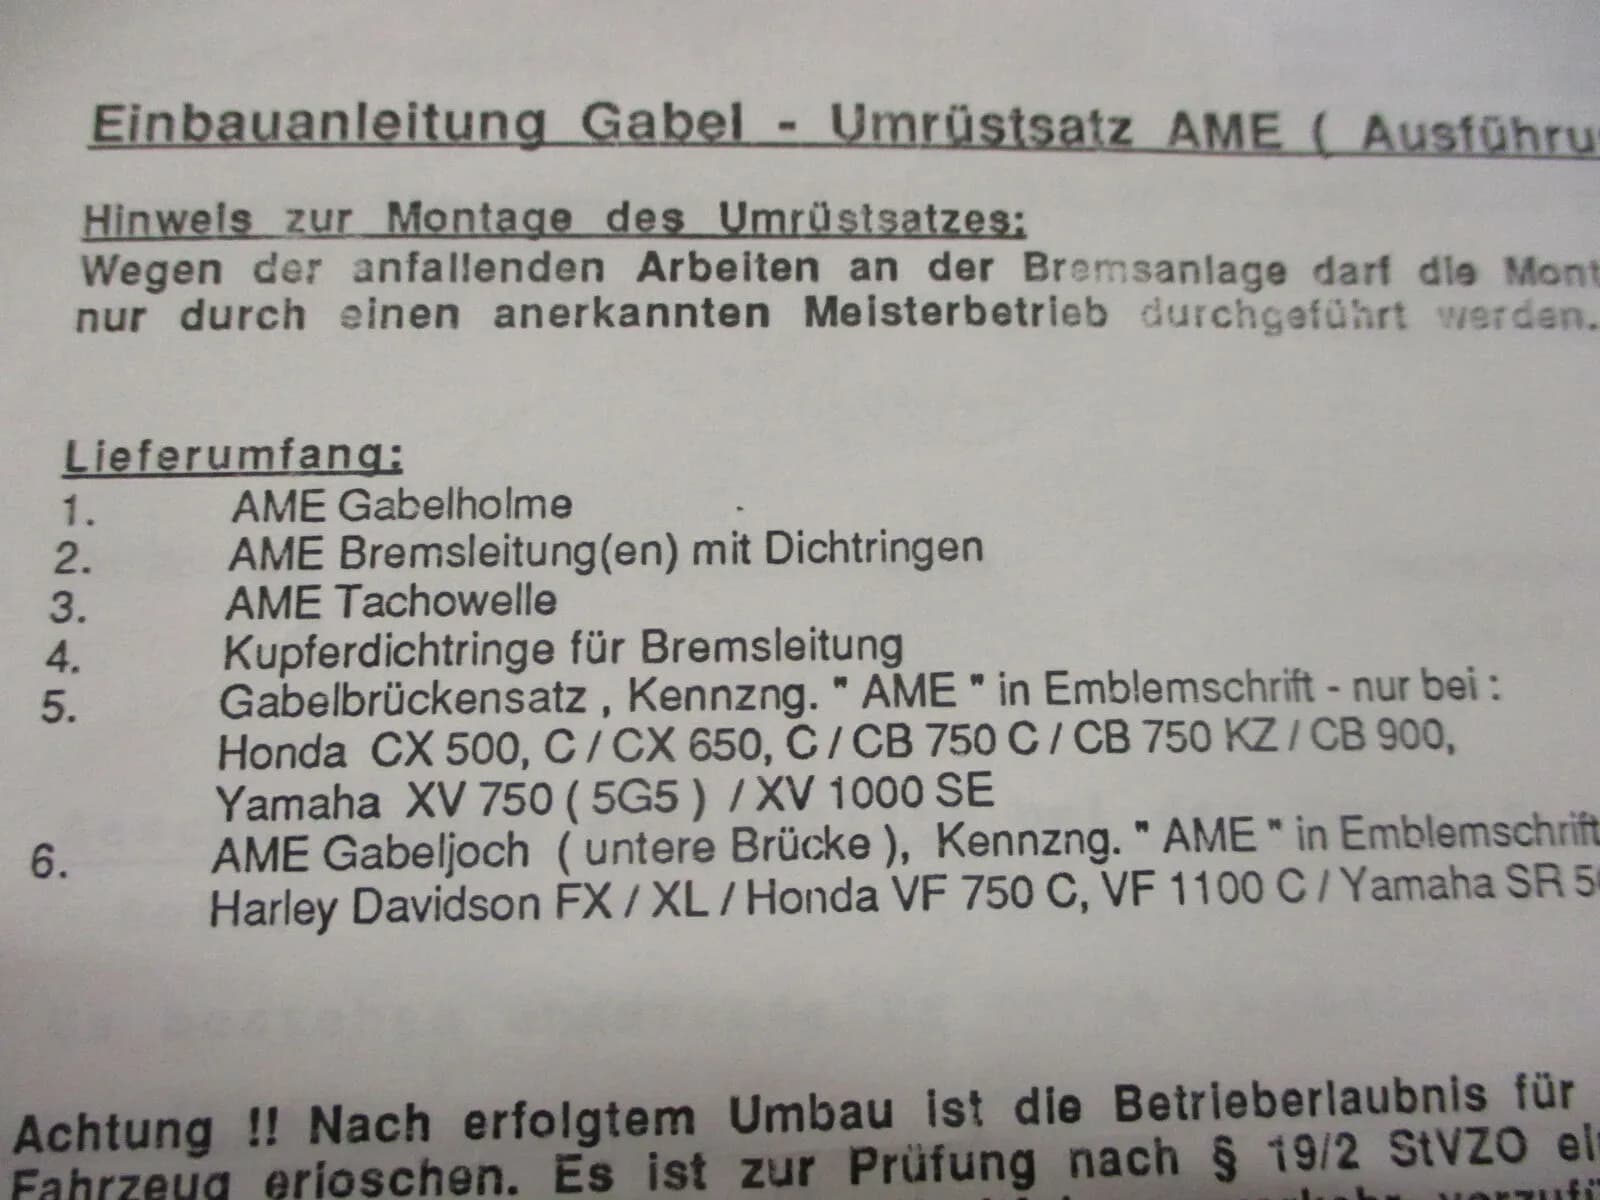 Einbauanleitung Gabel - Umrüstsatz AME ( Ausführu
Hinweis zur Montage des Umrüstsatzes:
Wegen der anfallenden Arbeiten an der Bremsanlage darf die Mont
nur durch einen anerkannten Meisterbetrieb durchgeführt werden.
Lieferumfang:
1. AME Gabelholme
2. AME Bremsleitung(en) mit Dichtringen
3. AME Tachowelle
4. Kupferdichtringe für Bremsleitung
5. Gabelbrückensatz , Kennzng. " AME " in Emblemschrift - nur bei :
Honda CX 500, C / CX 650, C / CB 750 C / CB 750 KZ / CB 900,
Yamaha XV 750 ( 5G5 ) / XV 1000 SE
6. AME Gabeljoch ( untere Brücke ), Kennzng. " AME " in Emblemschrift
Harley Davidson FX / XL / Honda VF 750 C, VF 1100 C / Yamaha SR 5
Achtung !! Nach erfolgtem Umbau ist die Betrieberlaubnis für
Fahrzeug erloschen. Es ist zur Prüfung nach § 19/2 StVZO ei